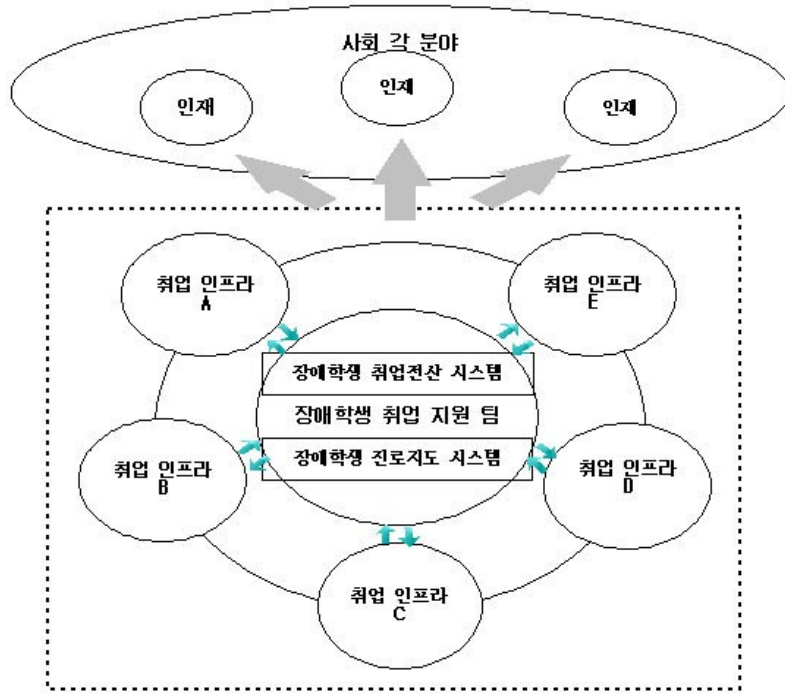 사회 각 분야
인재
인재
인재
취업 인프라
A
취업 인프라
E
장애학생 취업전산 시스템
장애학생 취업 지원 팀
장애학생 진로지도 시스템
취업 인프라
B
취업 인프라
D
취업 인프라
C